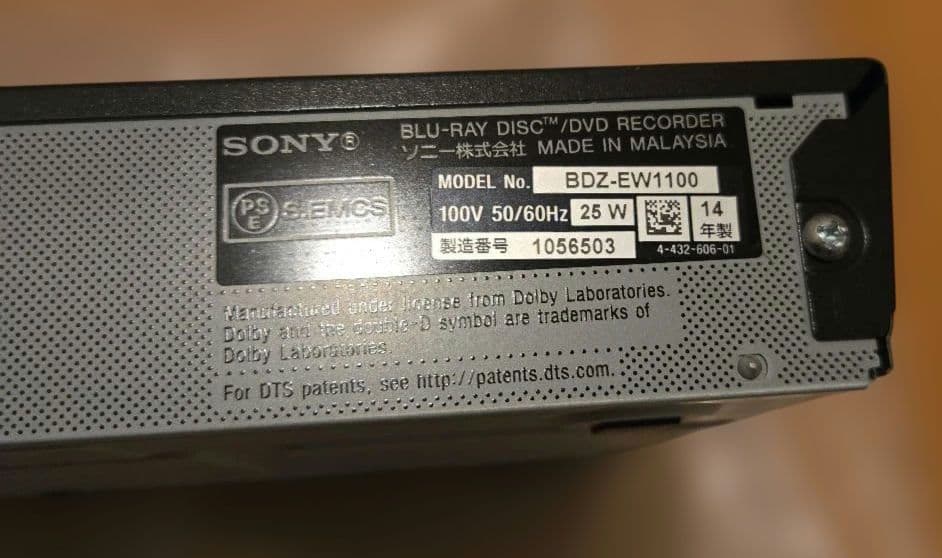 SONY®
BLU-RAY DISC™/DVD RECORDER
ソニー株式会社 MADE IN MALAYSIA
MODEL No. BDZ-EW1100
PS
E
S.EMCS
100V 50/60Hz 25 W
14
年製
製造番号 1056503
4-432-606-01
Manufactured under license from Dolby Laboratories.
Dolby and the double-D symbol are trademarks of
Dolby Laboratories.
For DTS patents, see http://patents.dts.com.